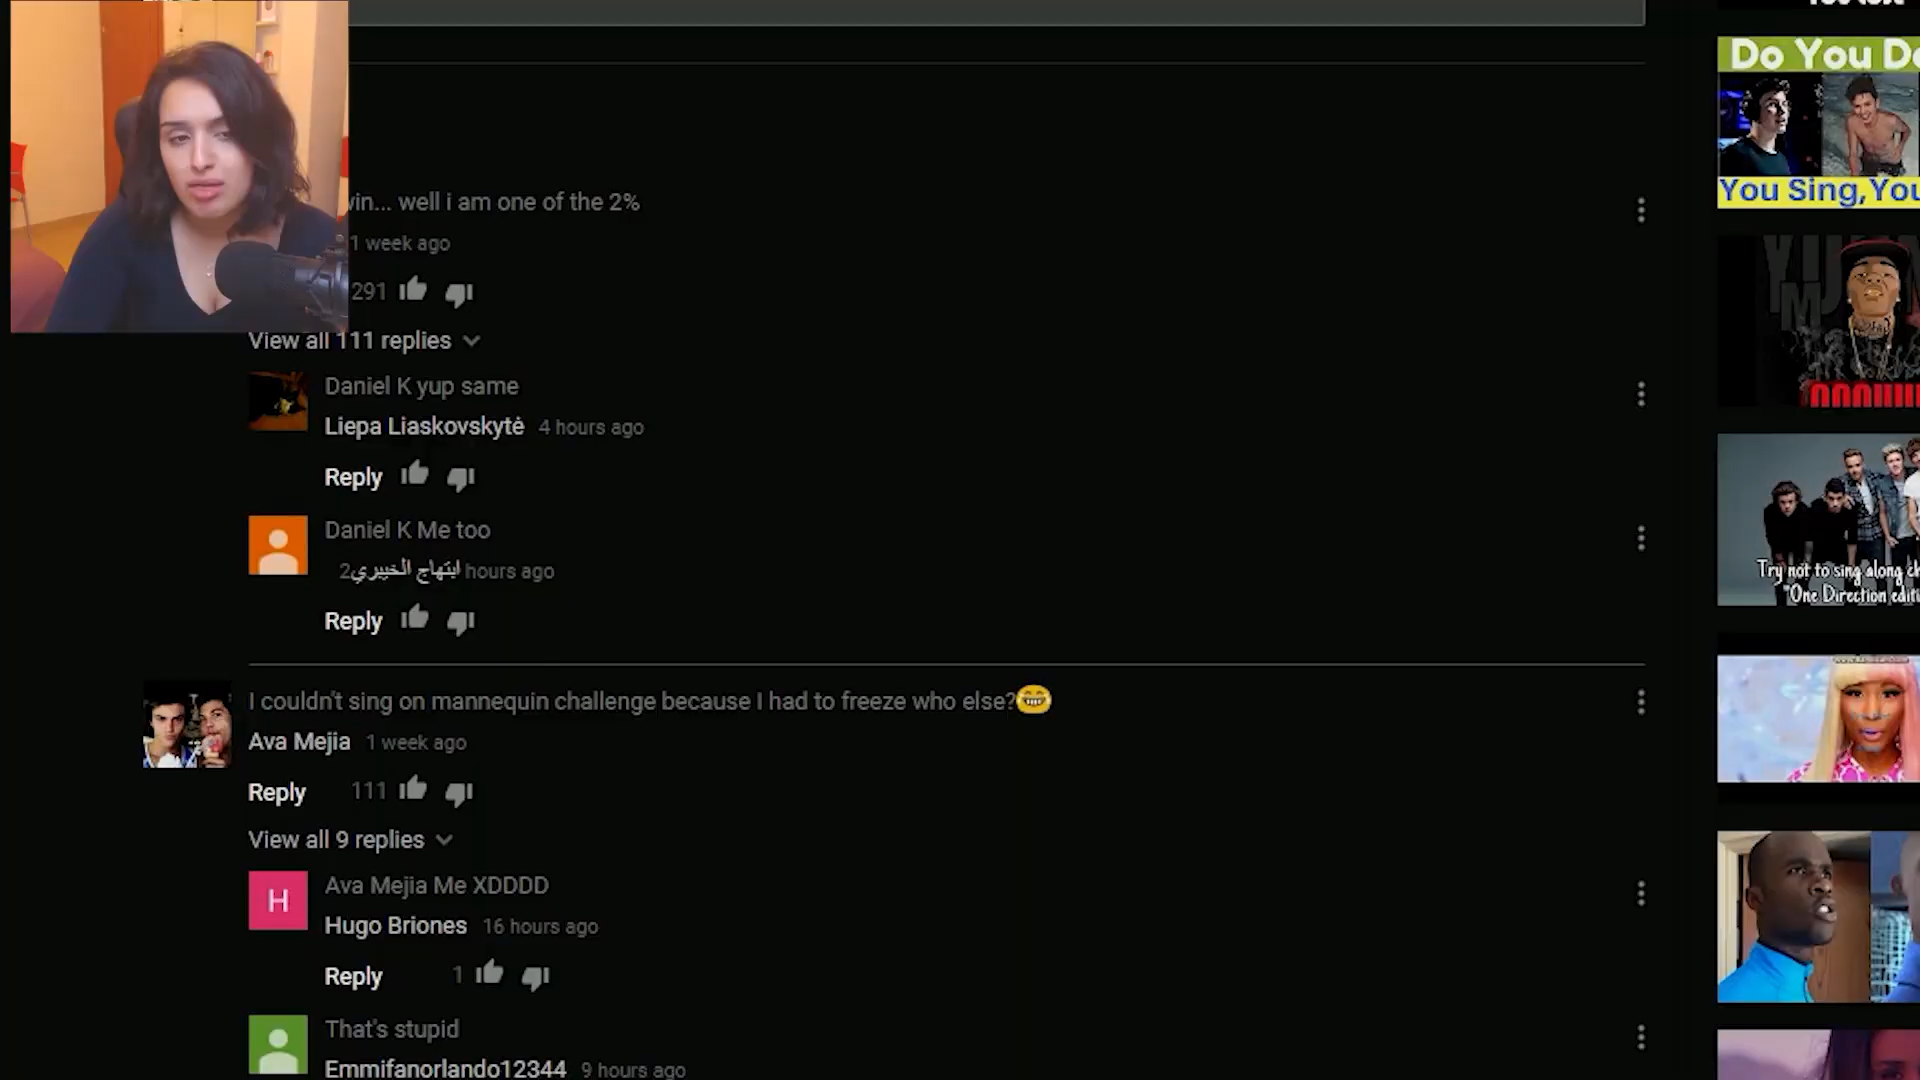 Do You
You Sing, You
win... well i am one of the 2%
1 week ago
291
View all 111 replies
Daniel K yup same
Liepa Liaskovskytė 4 hours ago
Reply
Daniel K Me too
ابتهاج الخيبري 2 hours ago
Reply
Try not to sing along
"One Direction
I couldn't sing on mannequin challenge because I had to freeze who else?😂
Ava Mejia 1 week ago
Reply 111
View all 9 replies
H
Ava Mejia Me XDDDD
Hugo Briones 16 hours ago
Reply 1
That's stupid
Emmifanorlando12344 9 hours ago